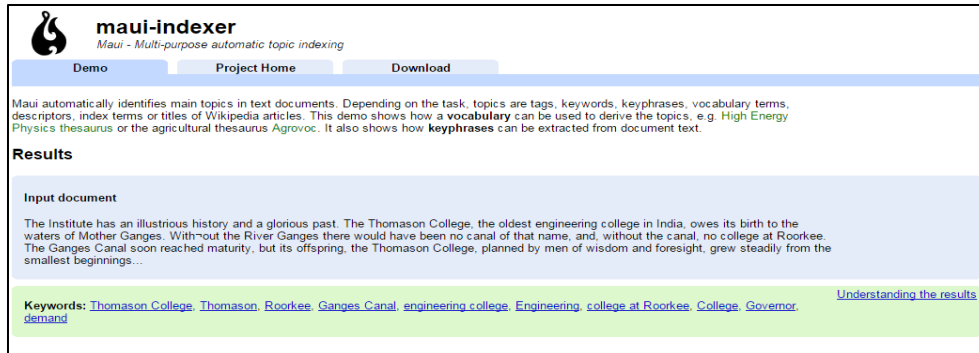 maui-indexer
Maui - Multi-purpose automatic topic indexing
Demo Project Home Download
Maui automatically identifies main topics in text documents. Depending on the task, topics are tags, keywords, keyphrases, vocabulary terms,
descriptors, index terms or titles of Wikipedia articles. This demo shows how a vocabulary can be used to derive the topics, e.g. High Energy
Physics thesaurus or the agricultural thesaurus Agrovoc. It also shows how keyphrases can be extracted from document text.
Results
Input document
The Institute has an illustrious history and a glorious past. The Thomason College, the oldest engineering college in India, owes its birth to the
waters of Mother Ganges. With¬out the River Ganges there would have been no canal of that name, and, without the canal, no college at Roorkee.
The Ganges Canal soon reached maturity, but its offspring, the Thomason College, planned by men of wisdom and foresight, grew steadily from the
smallest beginnings...
Understanding the results
Keywords: Thomason College, Thomason, Roorkee, Ganges Canal, engineering college, Engineering, college at Roorkee, College, Governor,
demand